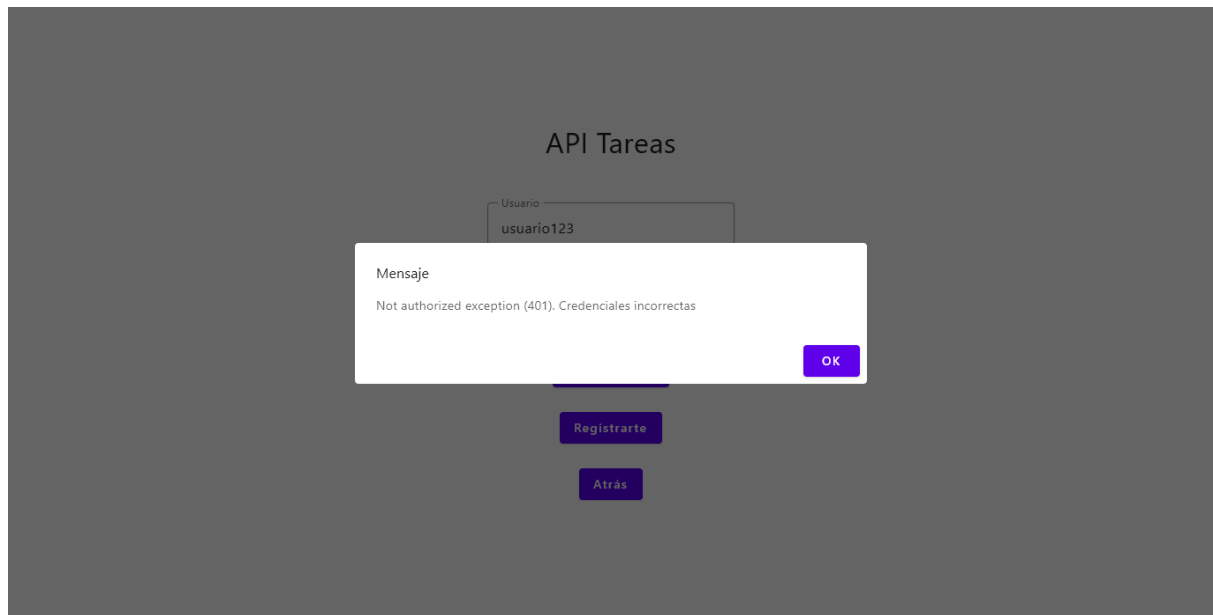 API Tareas
Usuario
usuario123
Mensaje
Not authorized exception (401). Credenciales incorrectas
OK
Registrarte
Atrás